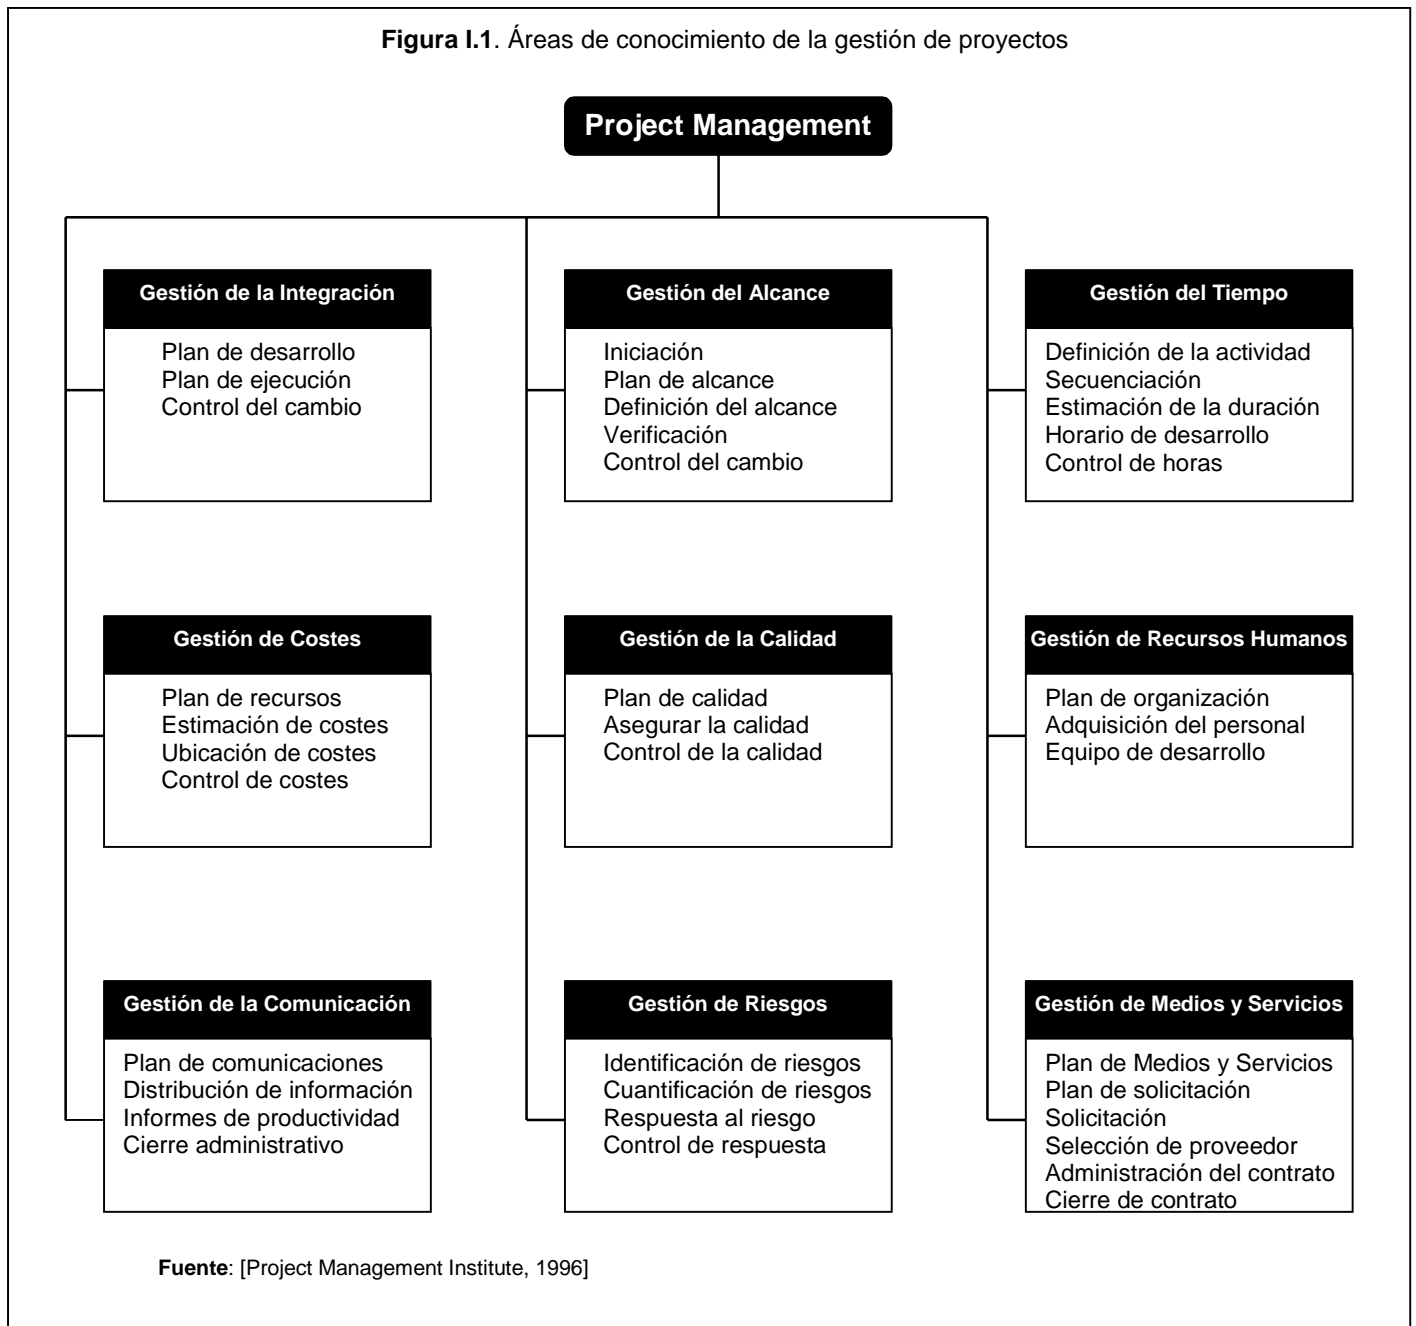 Figura I.1. Áreas de conocimiento de la gestión de proyectos
Project Management
Gestión de la Integración
Plan de desarrollo
Plan de ejecución
Control del cambio
Gestión del Alcance
Iniciación
Plan de alcance
Definición del alcance
Verificación
Control del cambio
Gestión del Tiempo
Definición de la actividad
Secuenciación
Estimación de la duración
Horario de desarrollo
Control de horas
Gestión de Costes
Plan de recursos
Estimación de costes
Ubicación de costes
Control de costes
Gestión de la Calidad
Plan de calidad
Asegurar la calidad
Control de la calidad
Gestión de Recursos Humanos
Plan de organización
Adquisición del personal
Equipo de desarrollo
Gestión de la Comunicación
Plan de comunicaciones
Distribución de información
Informes de productividad
Cierre administrativo
Gestión de Riesgos
Identificación de riesgos
Cuantificación de riesgos
Respuesta al riesgo
Control de respuesta
Gestión de Medios y Servicios
Plan de Medios y Servicios
Plan de solicitación
Solicitación
Selección de proveedor
Administración del contrato
Cierre de contrato
Fuente: [Project Management Institute, 1996]